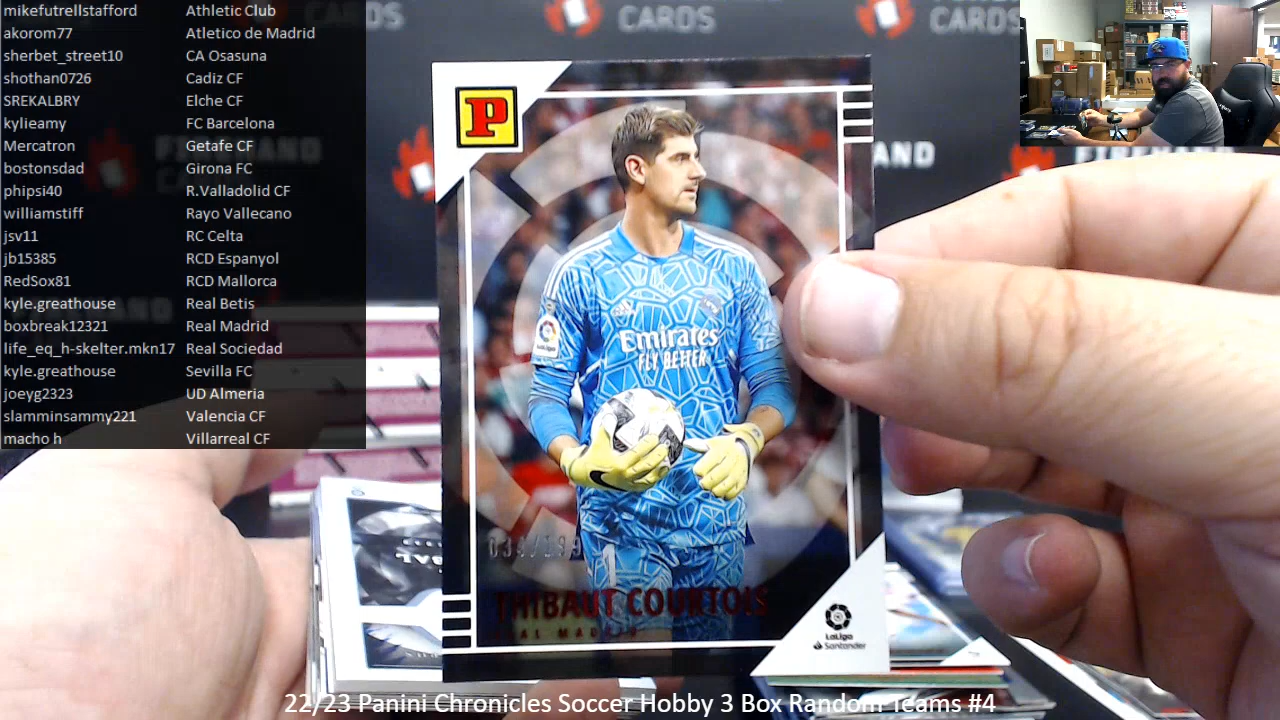 mikefutrellstafford Athletic Club
akorom77 Atletico de Madrid
sherbet_street10 CA Osasuna
shothan0726 Cadiz CF
SREKALBRY Elche CF
kylieamy FC Barcelona
Mercatron Getafe CF
bostonsdad Girona FC
phipsi40 R.Valladolid CF
williamstiff Rayo Vallecano
jsv11 RC Celta
jb15385 RCD Espanyol
RedSox81 RCD Mallorca
kyle.greathouse Real Betis
boxbreak12321 Real Madrid
life_eq_h-skelter.mkn17 Real Sociedad
kyle.greathouse Sevilla FC
joeyg2323 UD Almeria
slamminsammy221 Valencia CF
macho h Villarreal CF
CARDS
CARDS
P
Emirates
FLY BETTER
1
THIBAUT COURTOIS
REAL MADRID
LaLiga
Santander
22/23 Panini Chronicles Soccer Hobby 3 Box Random Teams #4